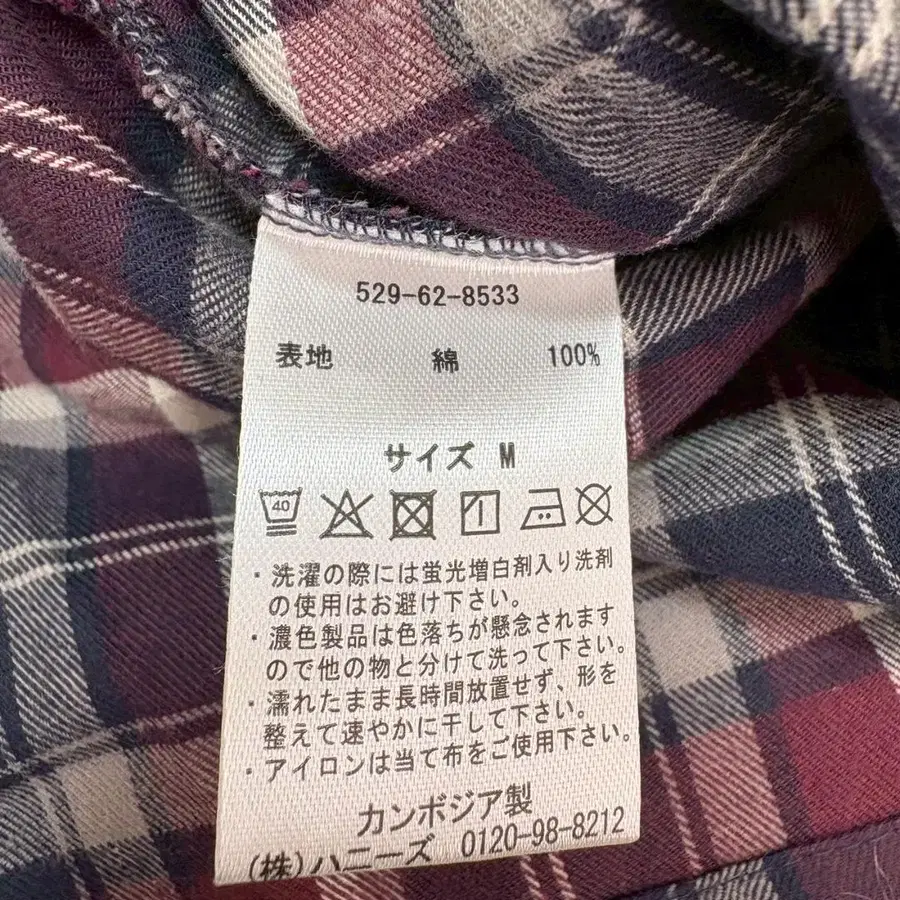 529-62-8533
表地 綿 100%
サイズ M
40
・洗濯の際には蛍光増白剤入り洗剤
の使用はお避け下さい。
・濃色製品は色落ちが懸念されます
ので他の物と分けて洗って下さい。
・濡れたまま長時間放置せず、形を
整えて速やかに干して下さい。
・アイロンは当て布をご使用下さい。
カンボジア製
(株)ハニーズ 0120-98-8212